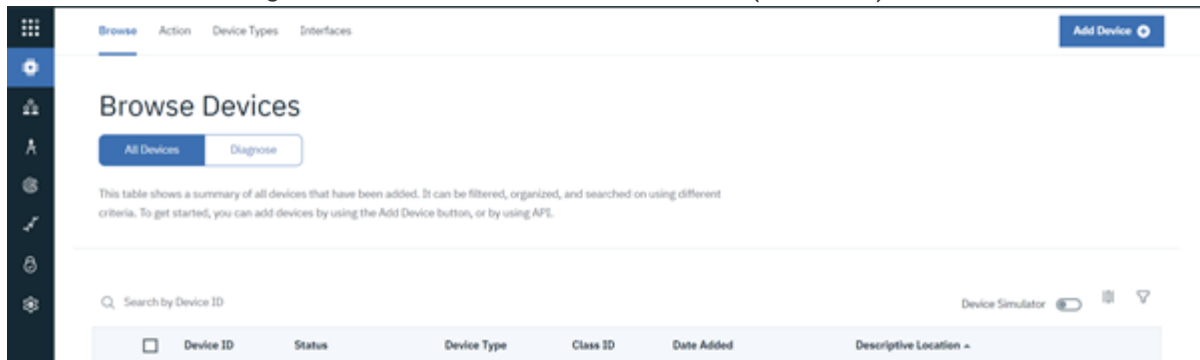 Browse Action Device Types Interfaces Add Device
Browse Devices
All Devices Diagnose
This table shows a summary of all devices that have been added. It can be filtered, organized, and searched on using different
criteria. To get started, you can add devices by using the Add Device button, or by using API.
Search by Device ID Device Simulator
Device ID Status Device Type Class ID Date Added Descriptive Location